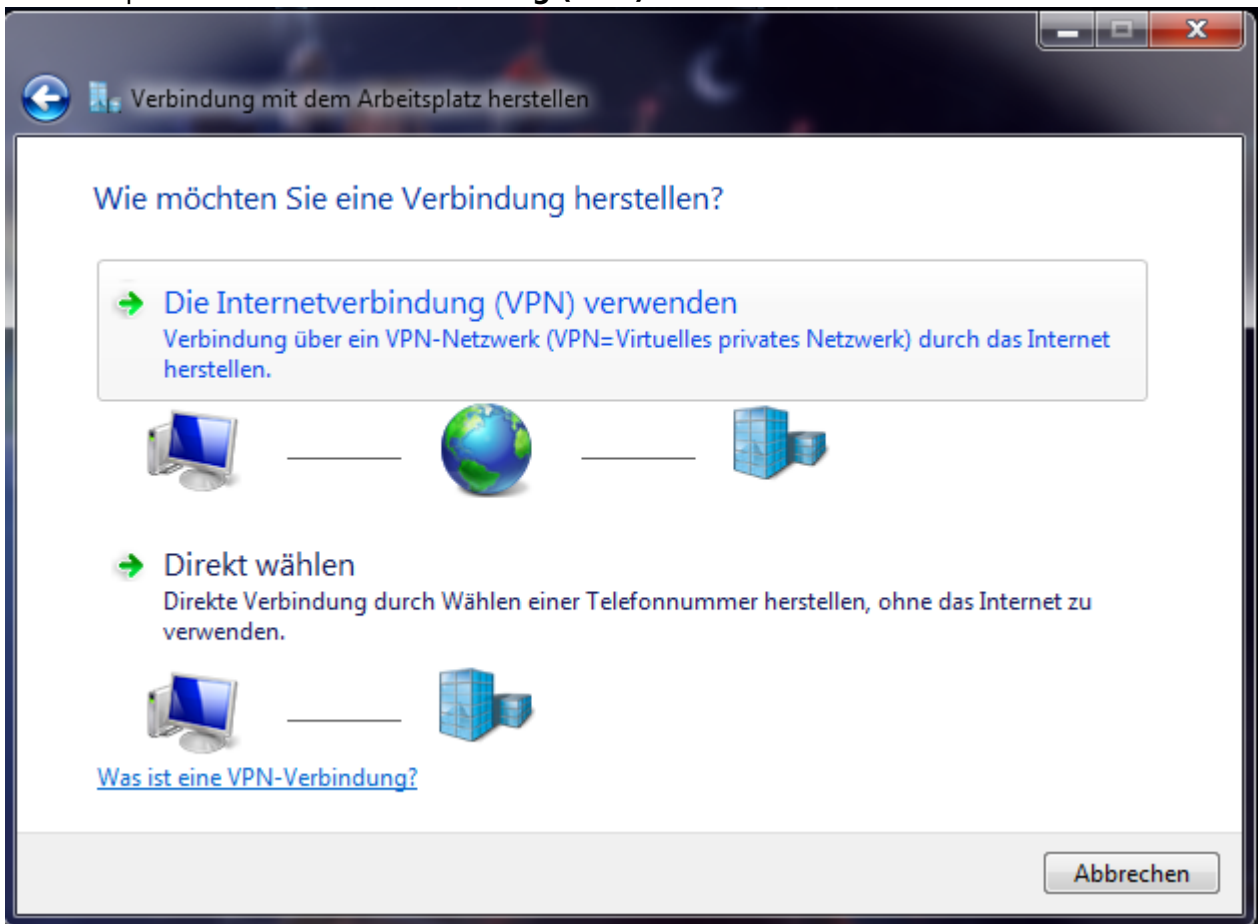 Verbindung mit dem Arbeitsplatz herstellen
Wie möchten Sie eine Verbindung herstellen?
Die Internetverbindung (VPN) verwenden
Verbindung über ein VPN-Netzwerk (VPN=Virtuelles privates Netzwerk) durch das Internet
herstellen.
Direkt wählen
Direkte Verbindung durch Wählen einer Telefonnummer herstellen, ohne das Internet zu
verwenden.
Was ist eine VPN-Verbindung?
Abbrechen